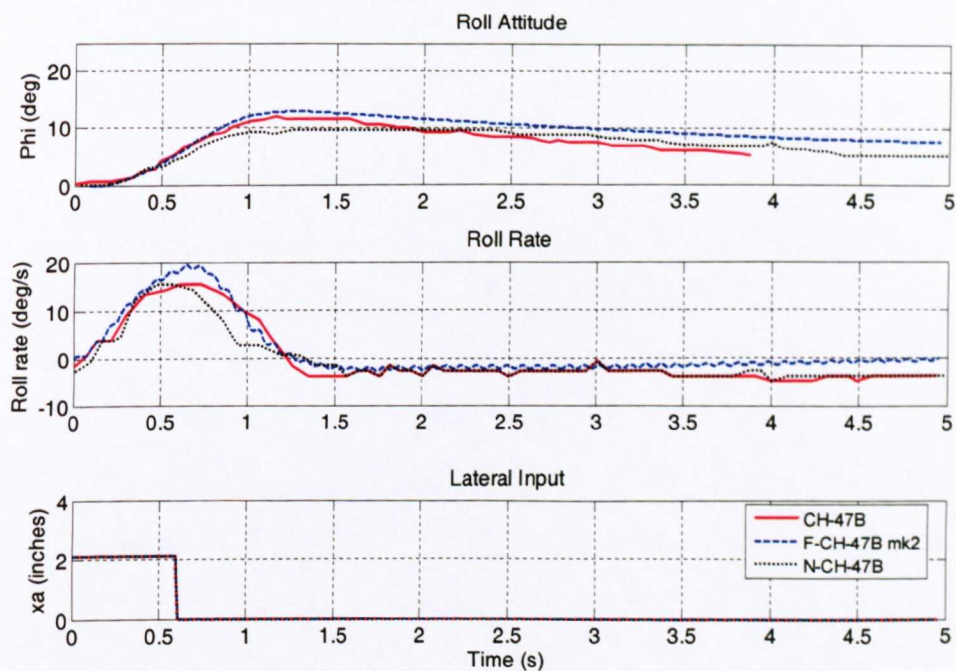 Roll Attitude
Phi (deg)
20
10
0
0 0.5 1 1.5 2 2.5 3 3.5 4 4.5 5
Roll Rate
Roll rate (deg/s)
20
10
0
-10
0 0.5 1 1.5 2 2.5 3 3.5 4 4.5 5
Lateral Input
xa (inches)
4
2
0
CH-47B
F-CH-47B mk2
N-CH-47B
0 0.5 1 1.5 2 2.5 3 3.5 4 4.5 5
Time (s)